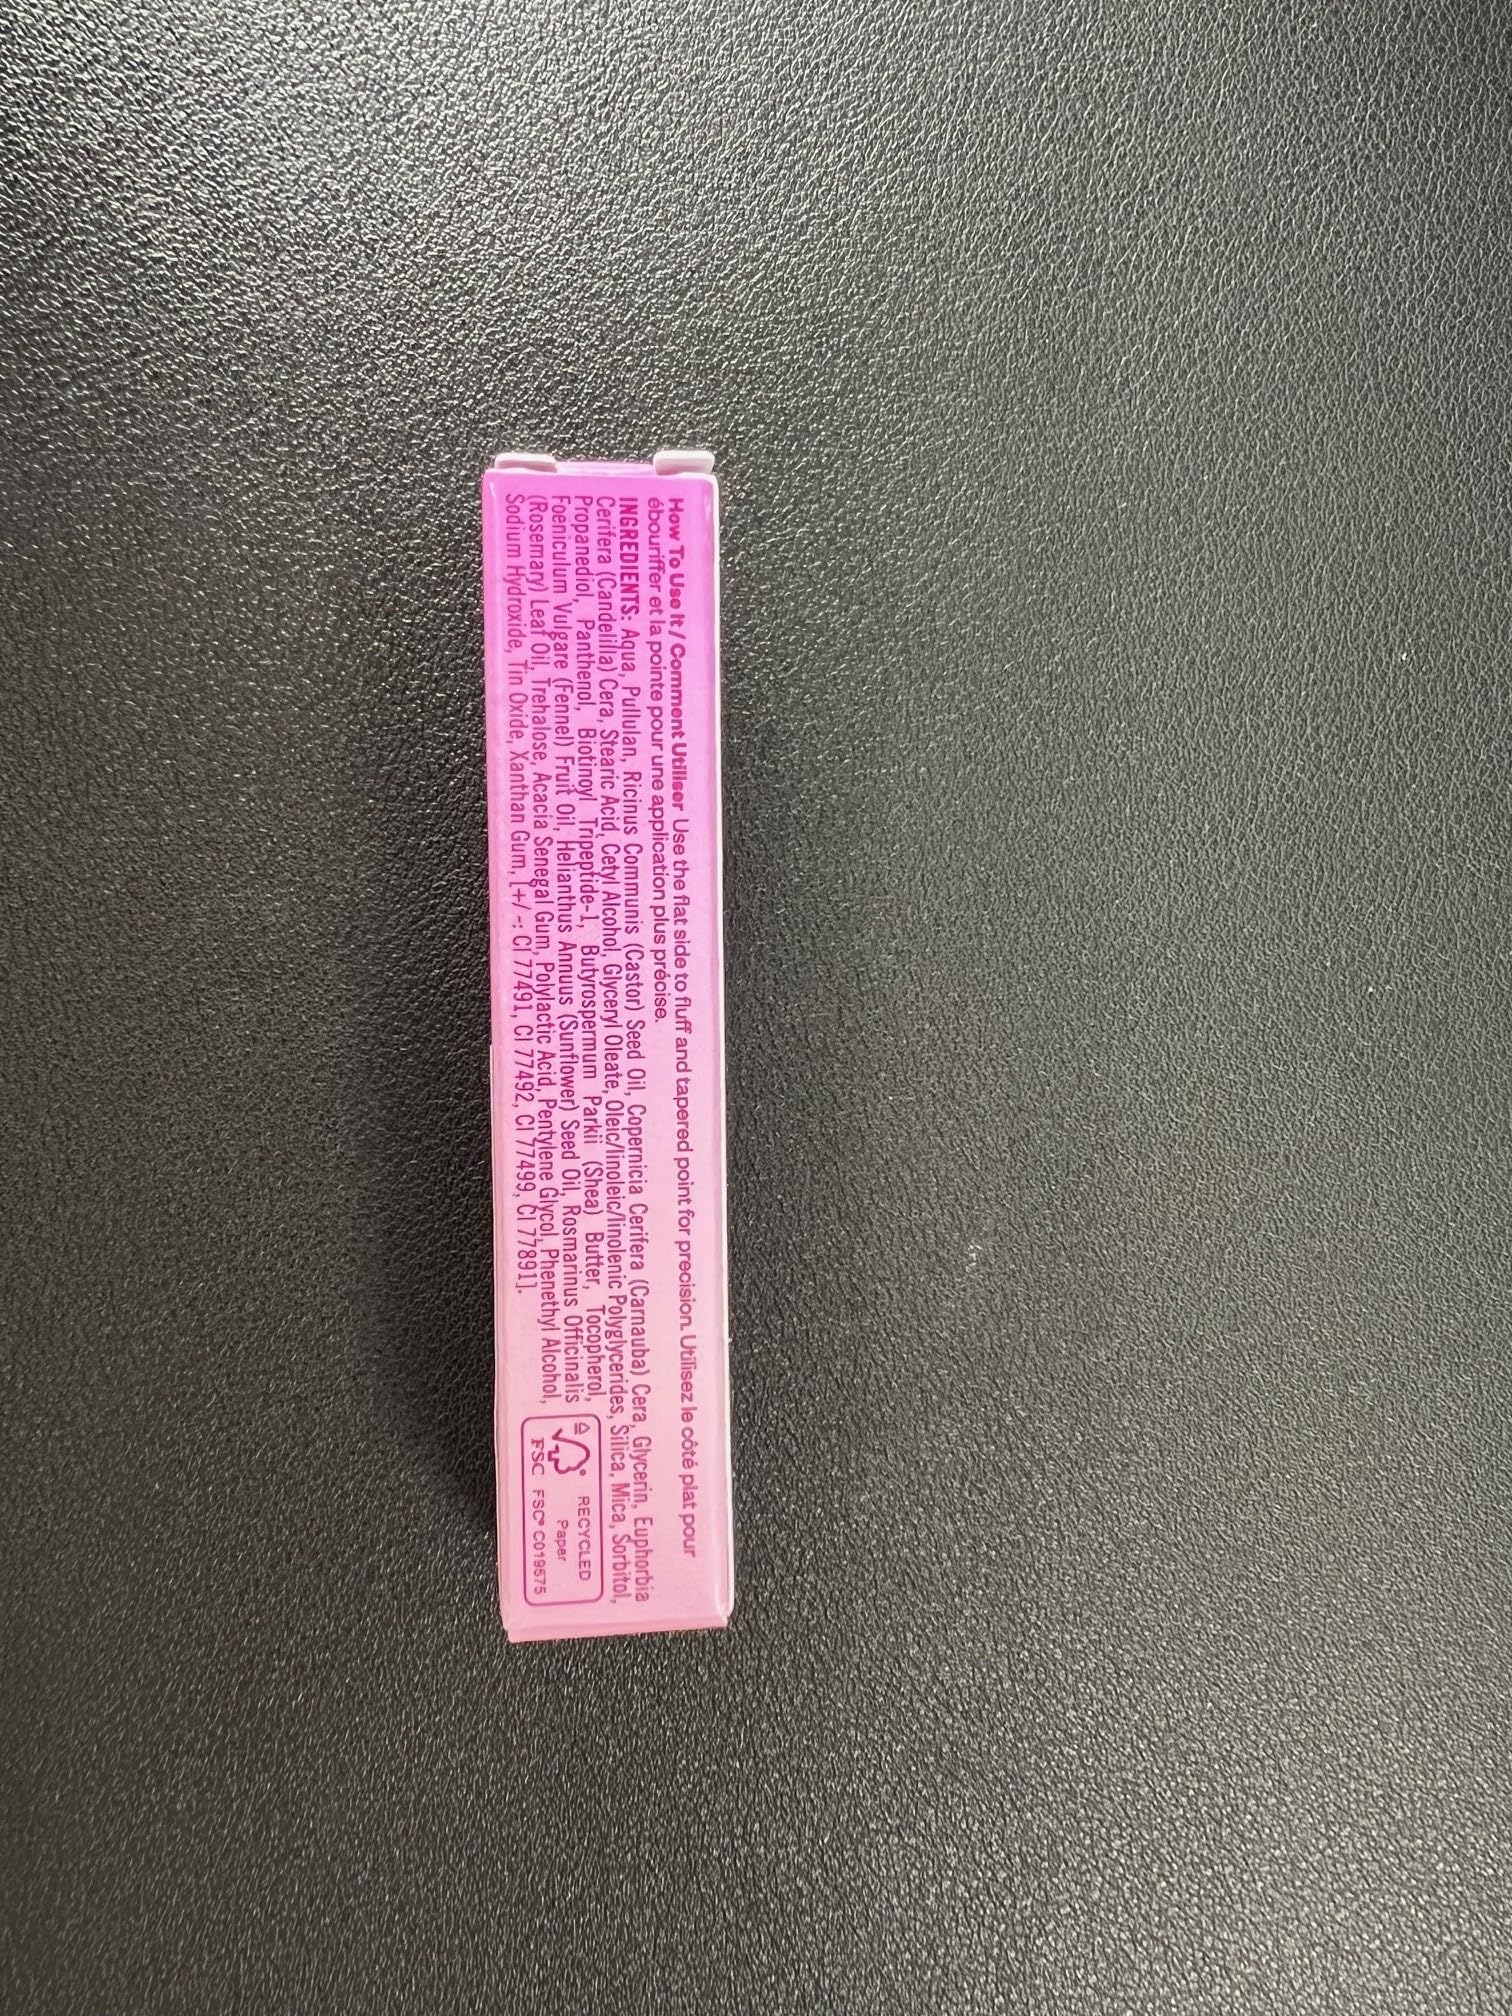 How To Use It / Comment Utiliser Use the flat side to fluff and tapered point for precision. Utilisez le côté plat pour
ébouriffer et la pointe pour une application plus précise.
INGREDIENTS: Aqua, Pullulan, Ricinus Communis (Castor) Seed Oil, Copernicia Cerifera (Carnauba) Cera, Glycerin, Euphorbia
Cerifera (Candelilla) Cera, Stearic Acid, Cetyl Alcohol, Glyceryl Oleate, Oleic/linoleic/linolenic Polyglycerides, Silica, Mica, Sorbitol,
Propanediol, Panthenol, Biotinoyl Tripeptide-1, Butyrospermum Parkii (Shea) Butter, Tocopherol,
Foeniculum Vulgare (Fennel) Fruit Oil, Helianthus Annuus (Sunflower) Seed Oil, Rosmarinus Officinalis
(Rosemary) Leaf Oil, Trehalose, Acacia Senegal Gum, Polylactic Acid, Pentylene Glycol, Phenethyl Alcohol,
Sodium Hydroxide, Tin Oxide, Xanthan Gum, [+/-: CI 77491, CI 77492, CI 77499, CI 77891].
RECYCLED
Paper
FSC FSC® C019575